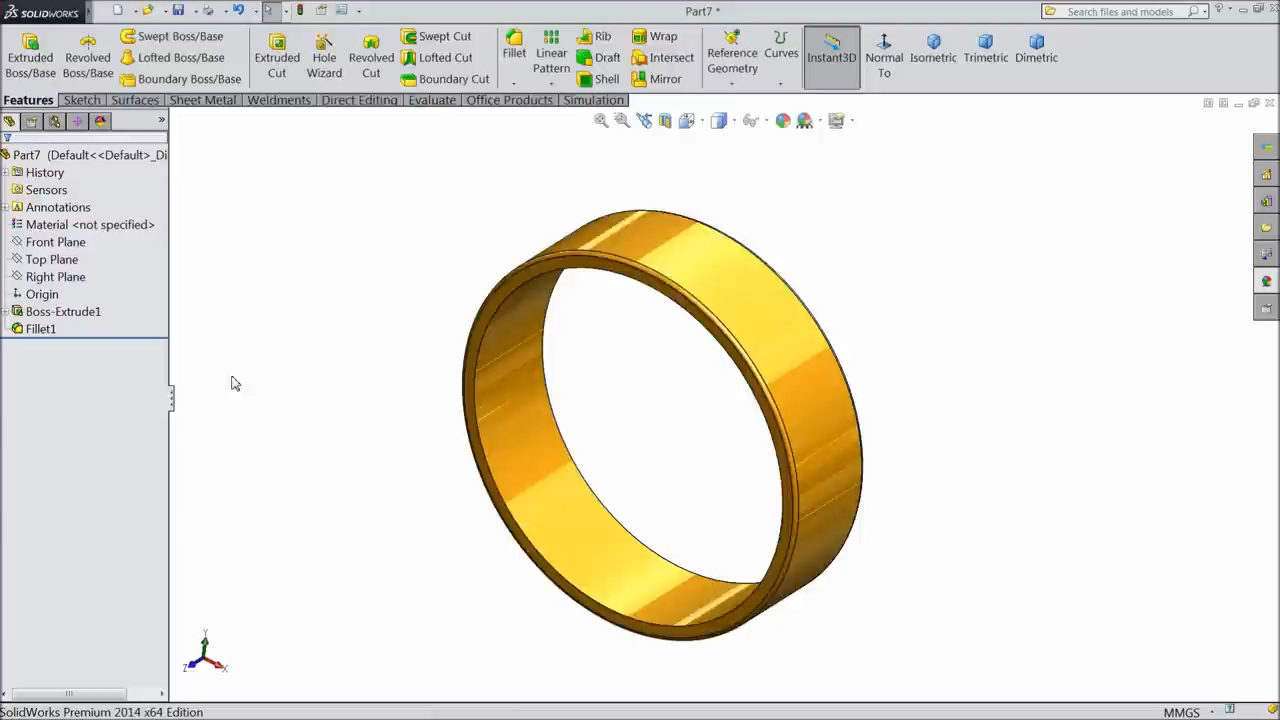 SOLIDWORKS
Part7 *
Search files and models
Extruded Boss/Base
Revolved Boss/Base
Swept Boss/Base
Lofted Boss/Base
Boundary Boss/Base
Extruded Cut
Hole Wizard
Revolved Cut
Swept Cut
Lofted Cut
Boundary Cut
Fillet
Linear Pattern
Rib
Draft
Shell
Wrap
Intersect
Mirror
Reference Geometry
Curves
Instant3D
Normal To
Isometric
Trimetric
Dimetric
Features Sketch Surfaces Sheet Metal Weldments Direct Editing Evaluate Office Products Simulation
Part7 (Default<<Default>_Di
History
Sensors
Annotations
Material <not specified>
Front Plane
Top Plane
Right Plane
Origin
Boss-Extrude1
Fillet1
Y
Z
X
SolidWorks Premium 2014 x64 Edition
MMGS